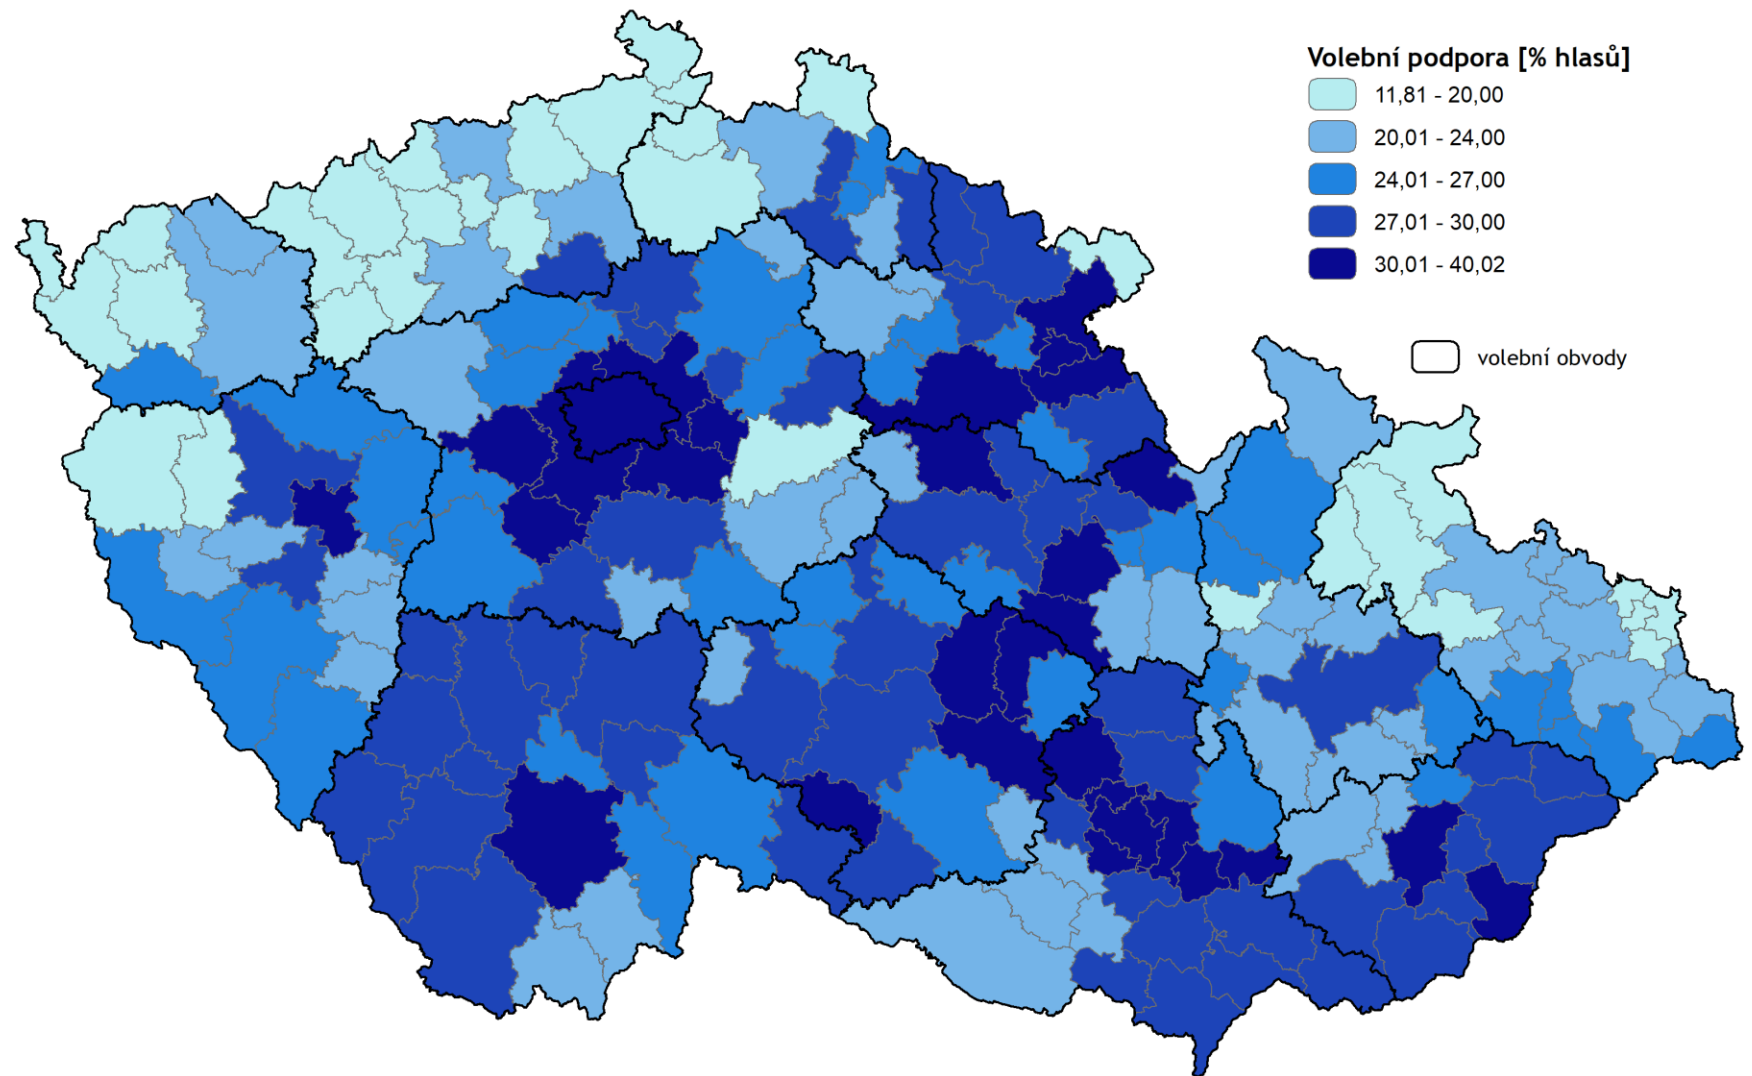 Volební podpora [% hlasů]
11,81 - 20,00
20,01 - 24,00
24,01 - 27,00
27,01 - 30,00
30,01 - 40,02
volební obvody